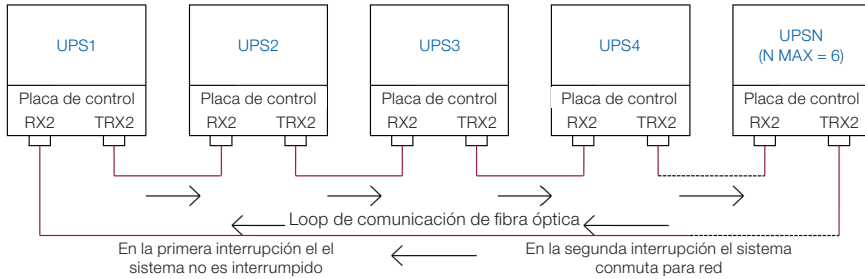 UPS1
UPS2
UPS3
UPS4
UPSN
(N MAX = 6)
Placa de control
Placa de control
Placa de control
Placa de control
Placa de control
RX2 TRX2
RX2 TRX2
RX2 TRX2
RX2 TRX2
RX2 TRX2
Loop de comunicación de fibra óptica
En la primera interrupción el el
sistema no es interrumpido
En la segunda interrupción el sistema
conmuta para red